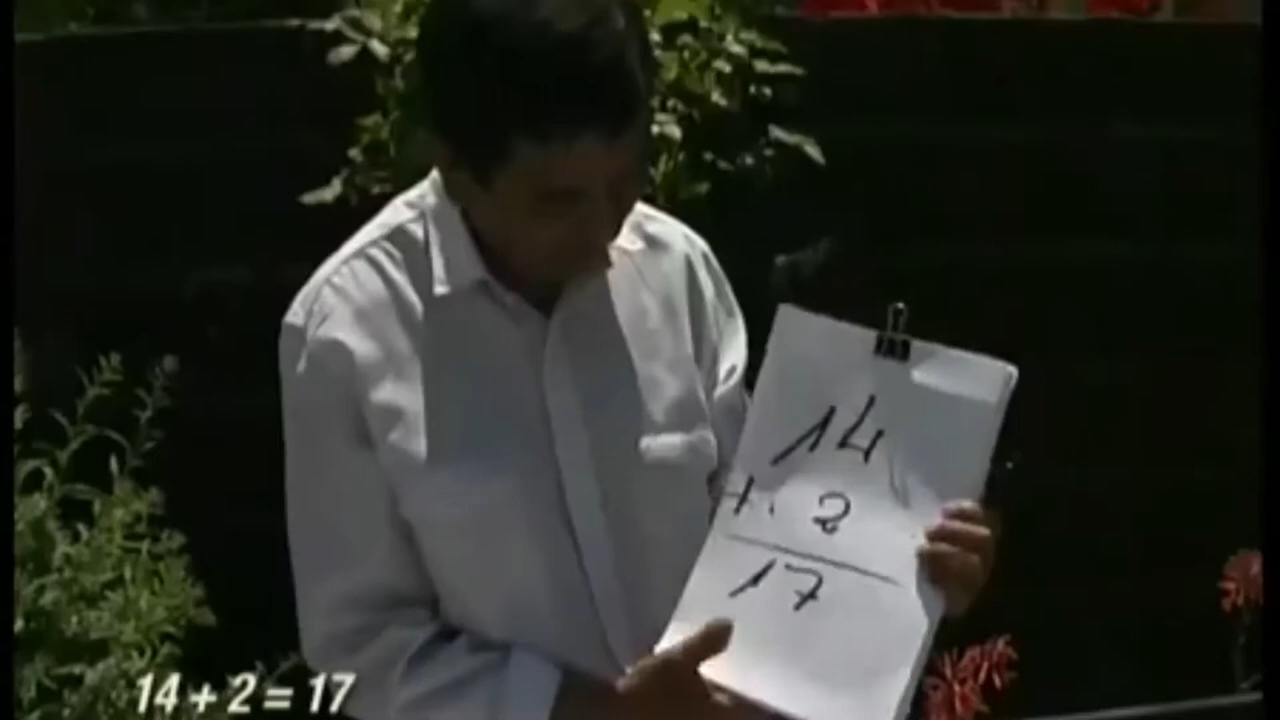 14
+. 2
17
14 + 2 = 17